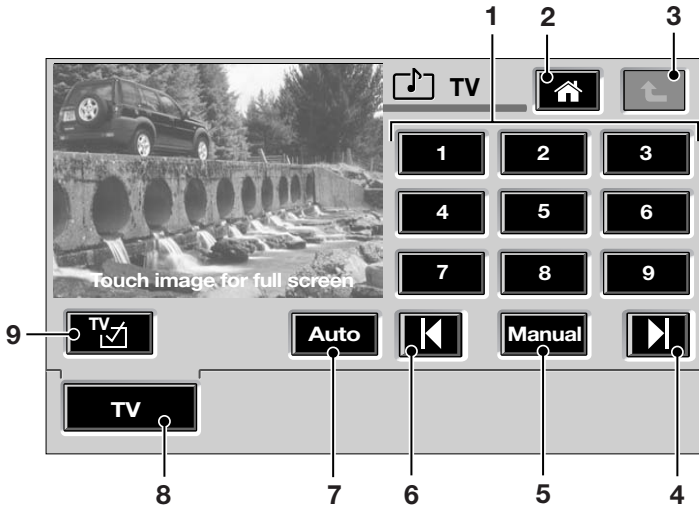 1 2 3
TV
1 2 3
4 5 6
7 8 9
Touch image for full screen
9 TV Auto Manual
TV
8 7 6 5 4